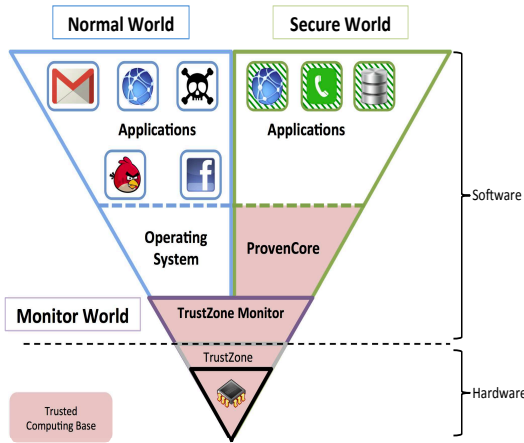 Normal World
Secure World
Applications
Applications
Software
Operating
System
ProvenCore
Monitor World
TrustZone Monitor
TrustZone
Hardware
Trusted
Computing Base